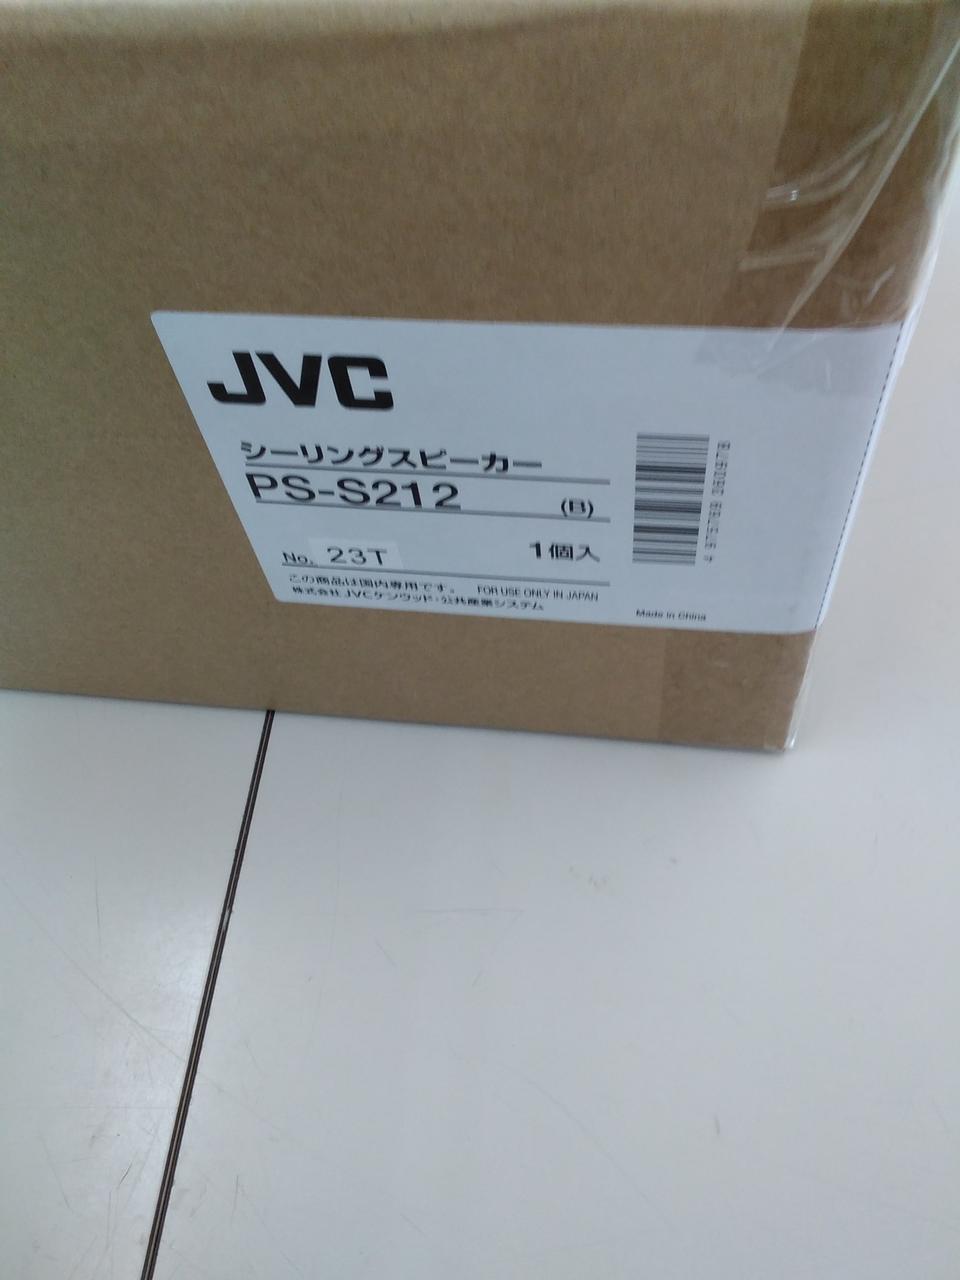 JVC
シーリングスピーカー
PS-S212 (B)
No. 23T 1個入
この商品は国内専用です。 FOR USE ONLY IN JAPAN
株式会社 JVCケンウッド・公共産業システム
Made in China